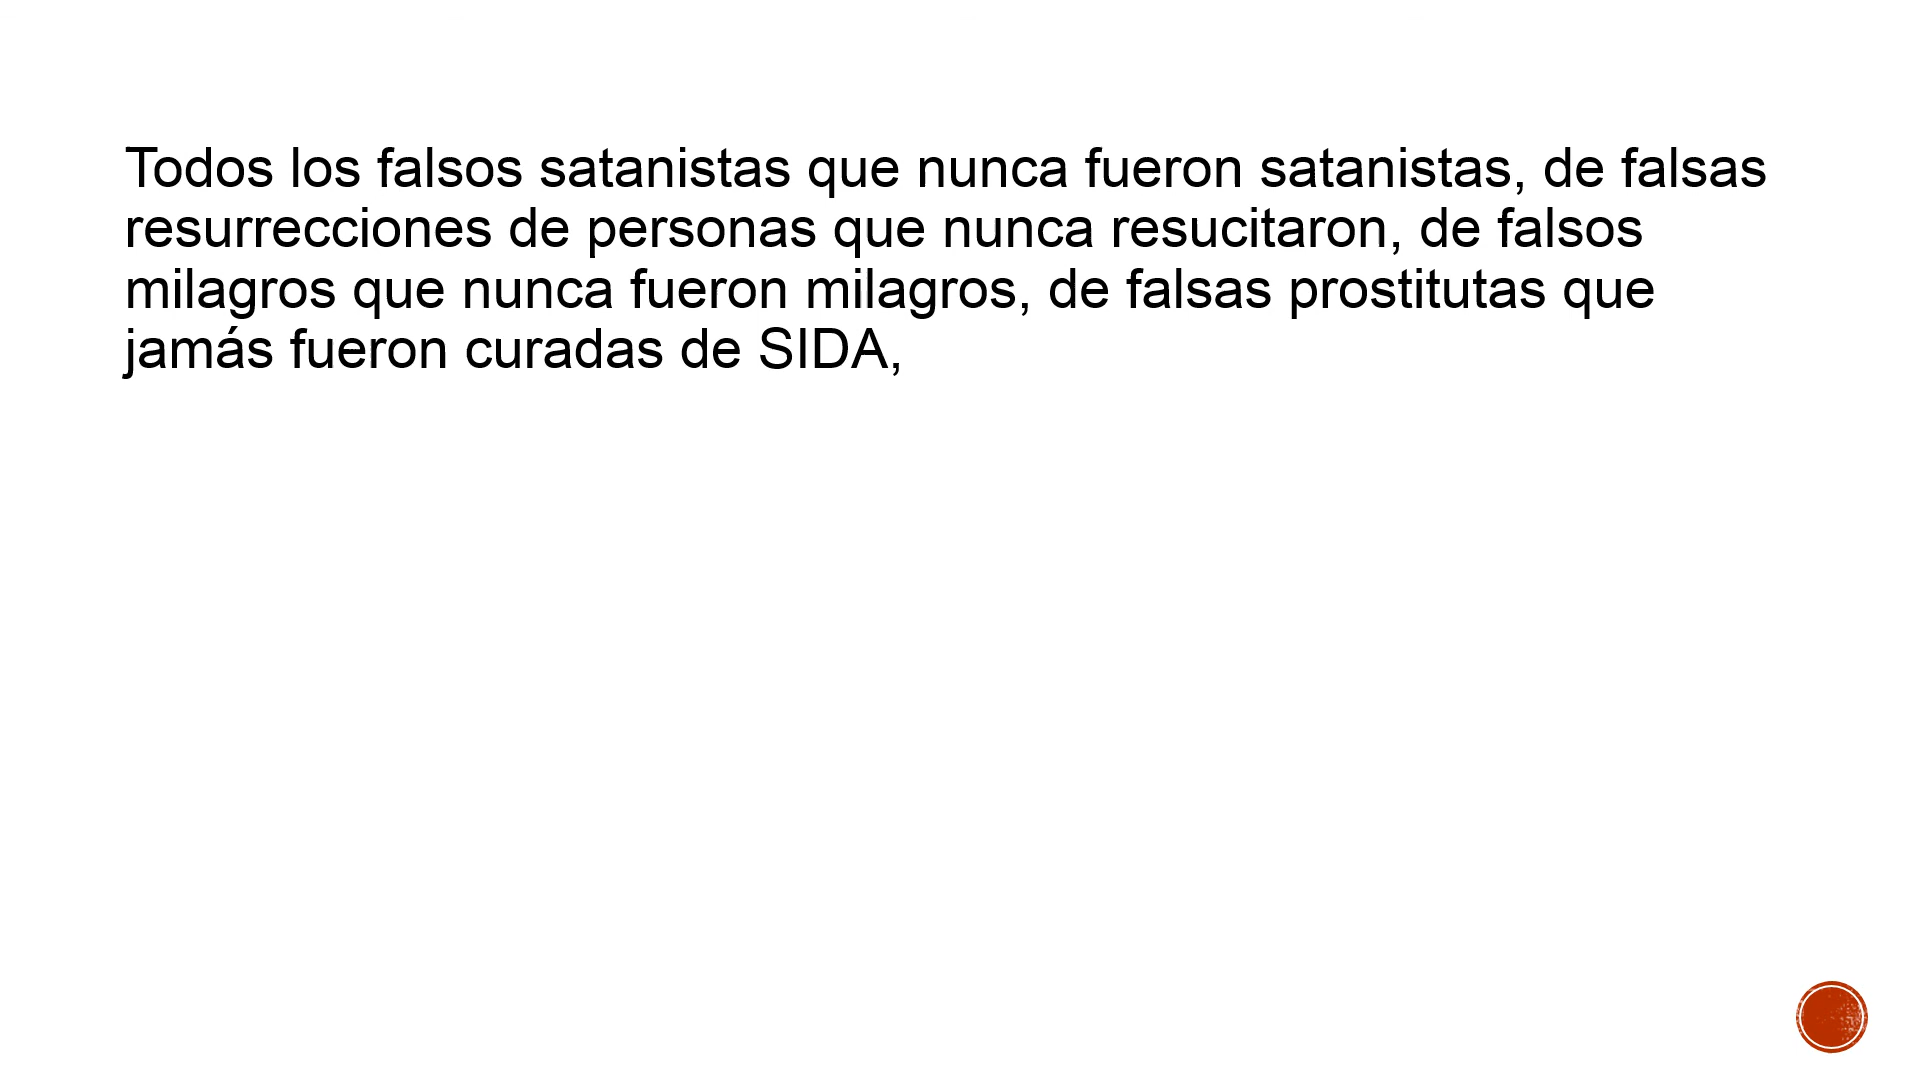 Todos los falsos satanistas que nunca fueron satanistas, de falsas
resurrecciones de personas que nunca resucitaron, de falsos
milagros que nunca fueron milagros, de falsas prostitutas que
jamás fueron curadas de SIDA,